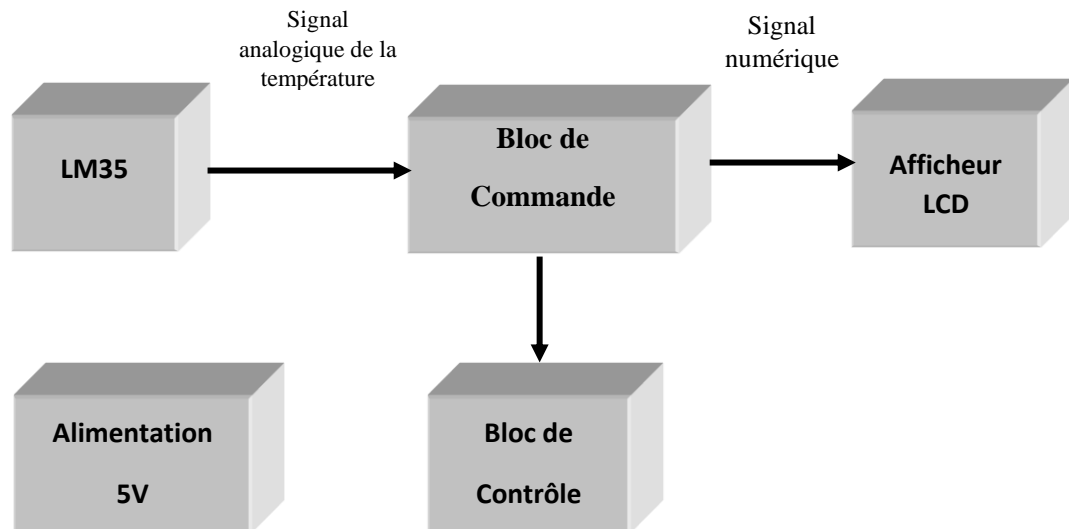 Signal
analogique de la
température
Signal
numérique
LM35
Bloc de
Commande
Afficheur
LCD
Alimentation
5V
Bloc de
Contrôle